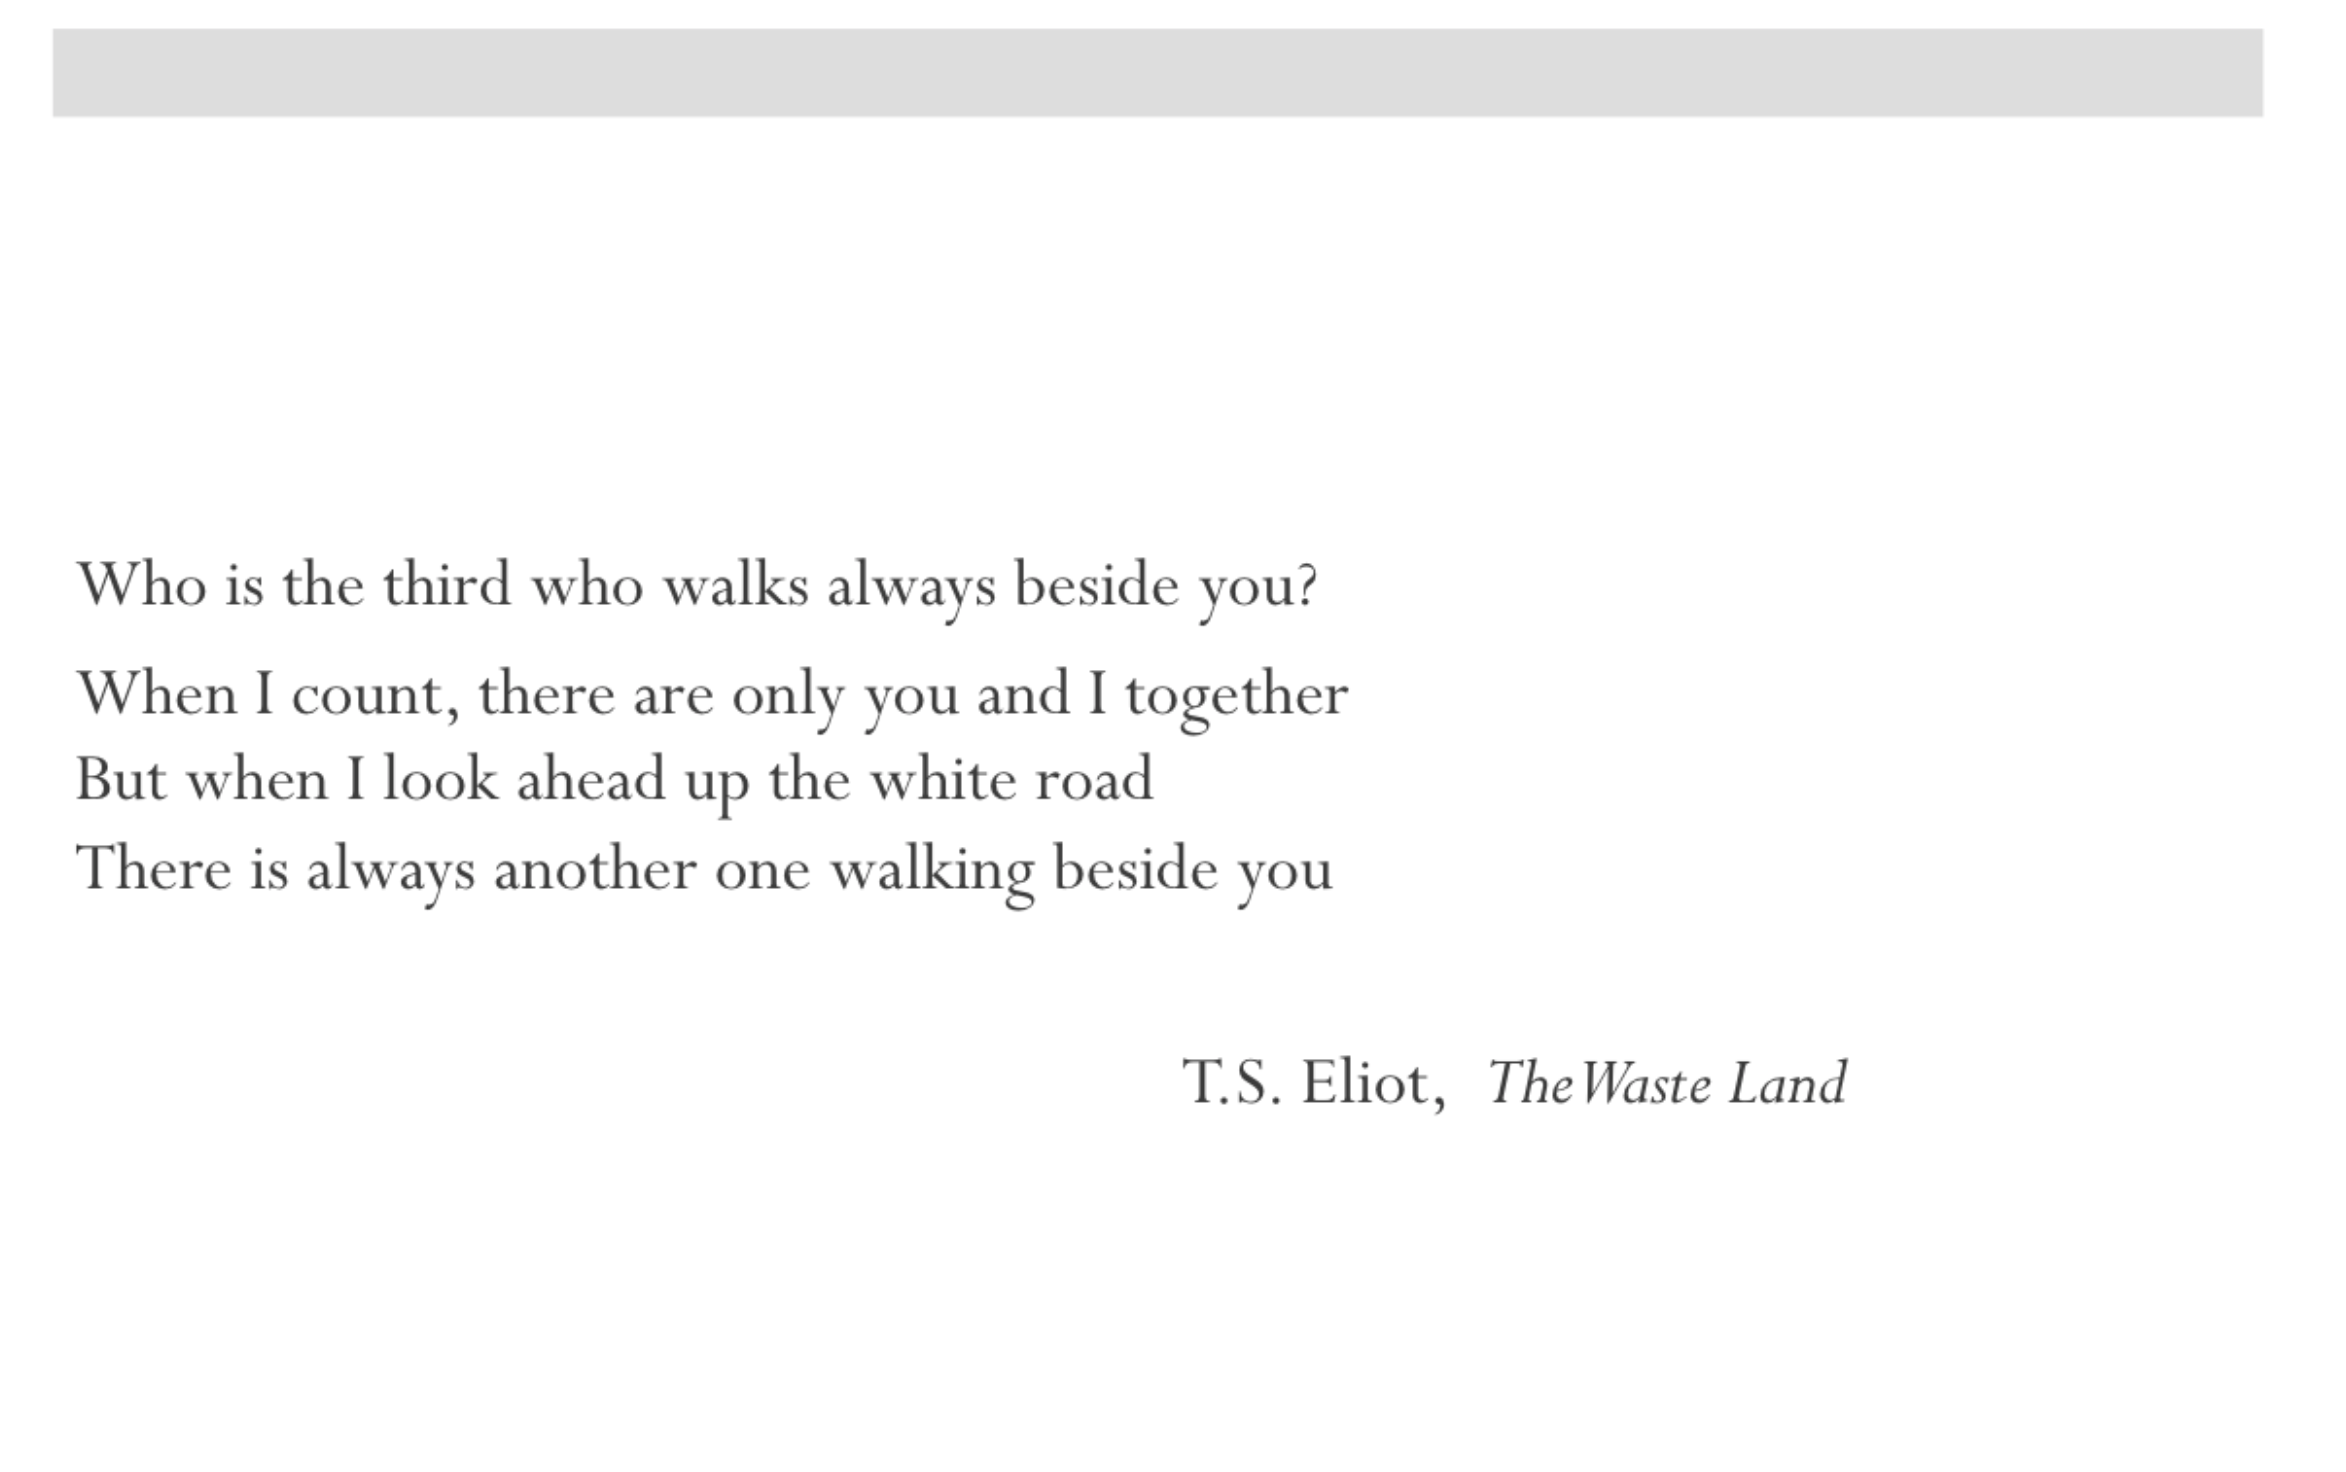 Who is the third who walks always beside you?
When I count, there are only you and I together
But when I look ahead up the white road
There is always another one walking beside you
T.S. Eliot, The Waste Land